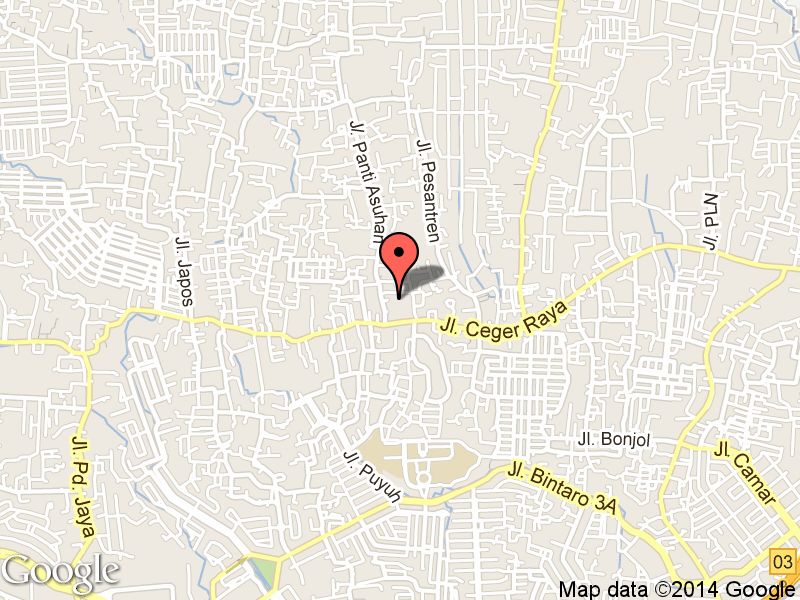 Jl. Panti Asuhan
Jl. Pesantren
Jl. PLN
Jl. Japos
Jl. Ceger Raya
Jl. Bonjol
Jl. Camar
Jl. Pd. Jaya
Jl. Puyuh
Jl. Bintaro 3A
03
Google
Map data ©2014 Google